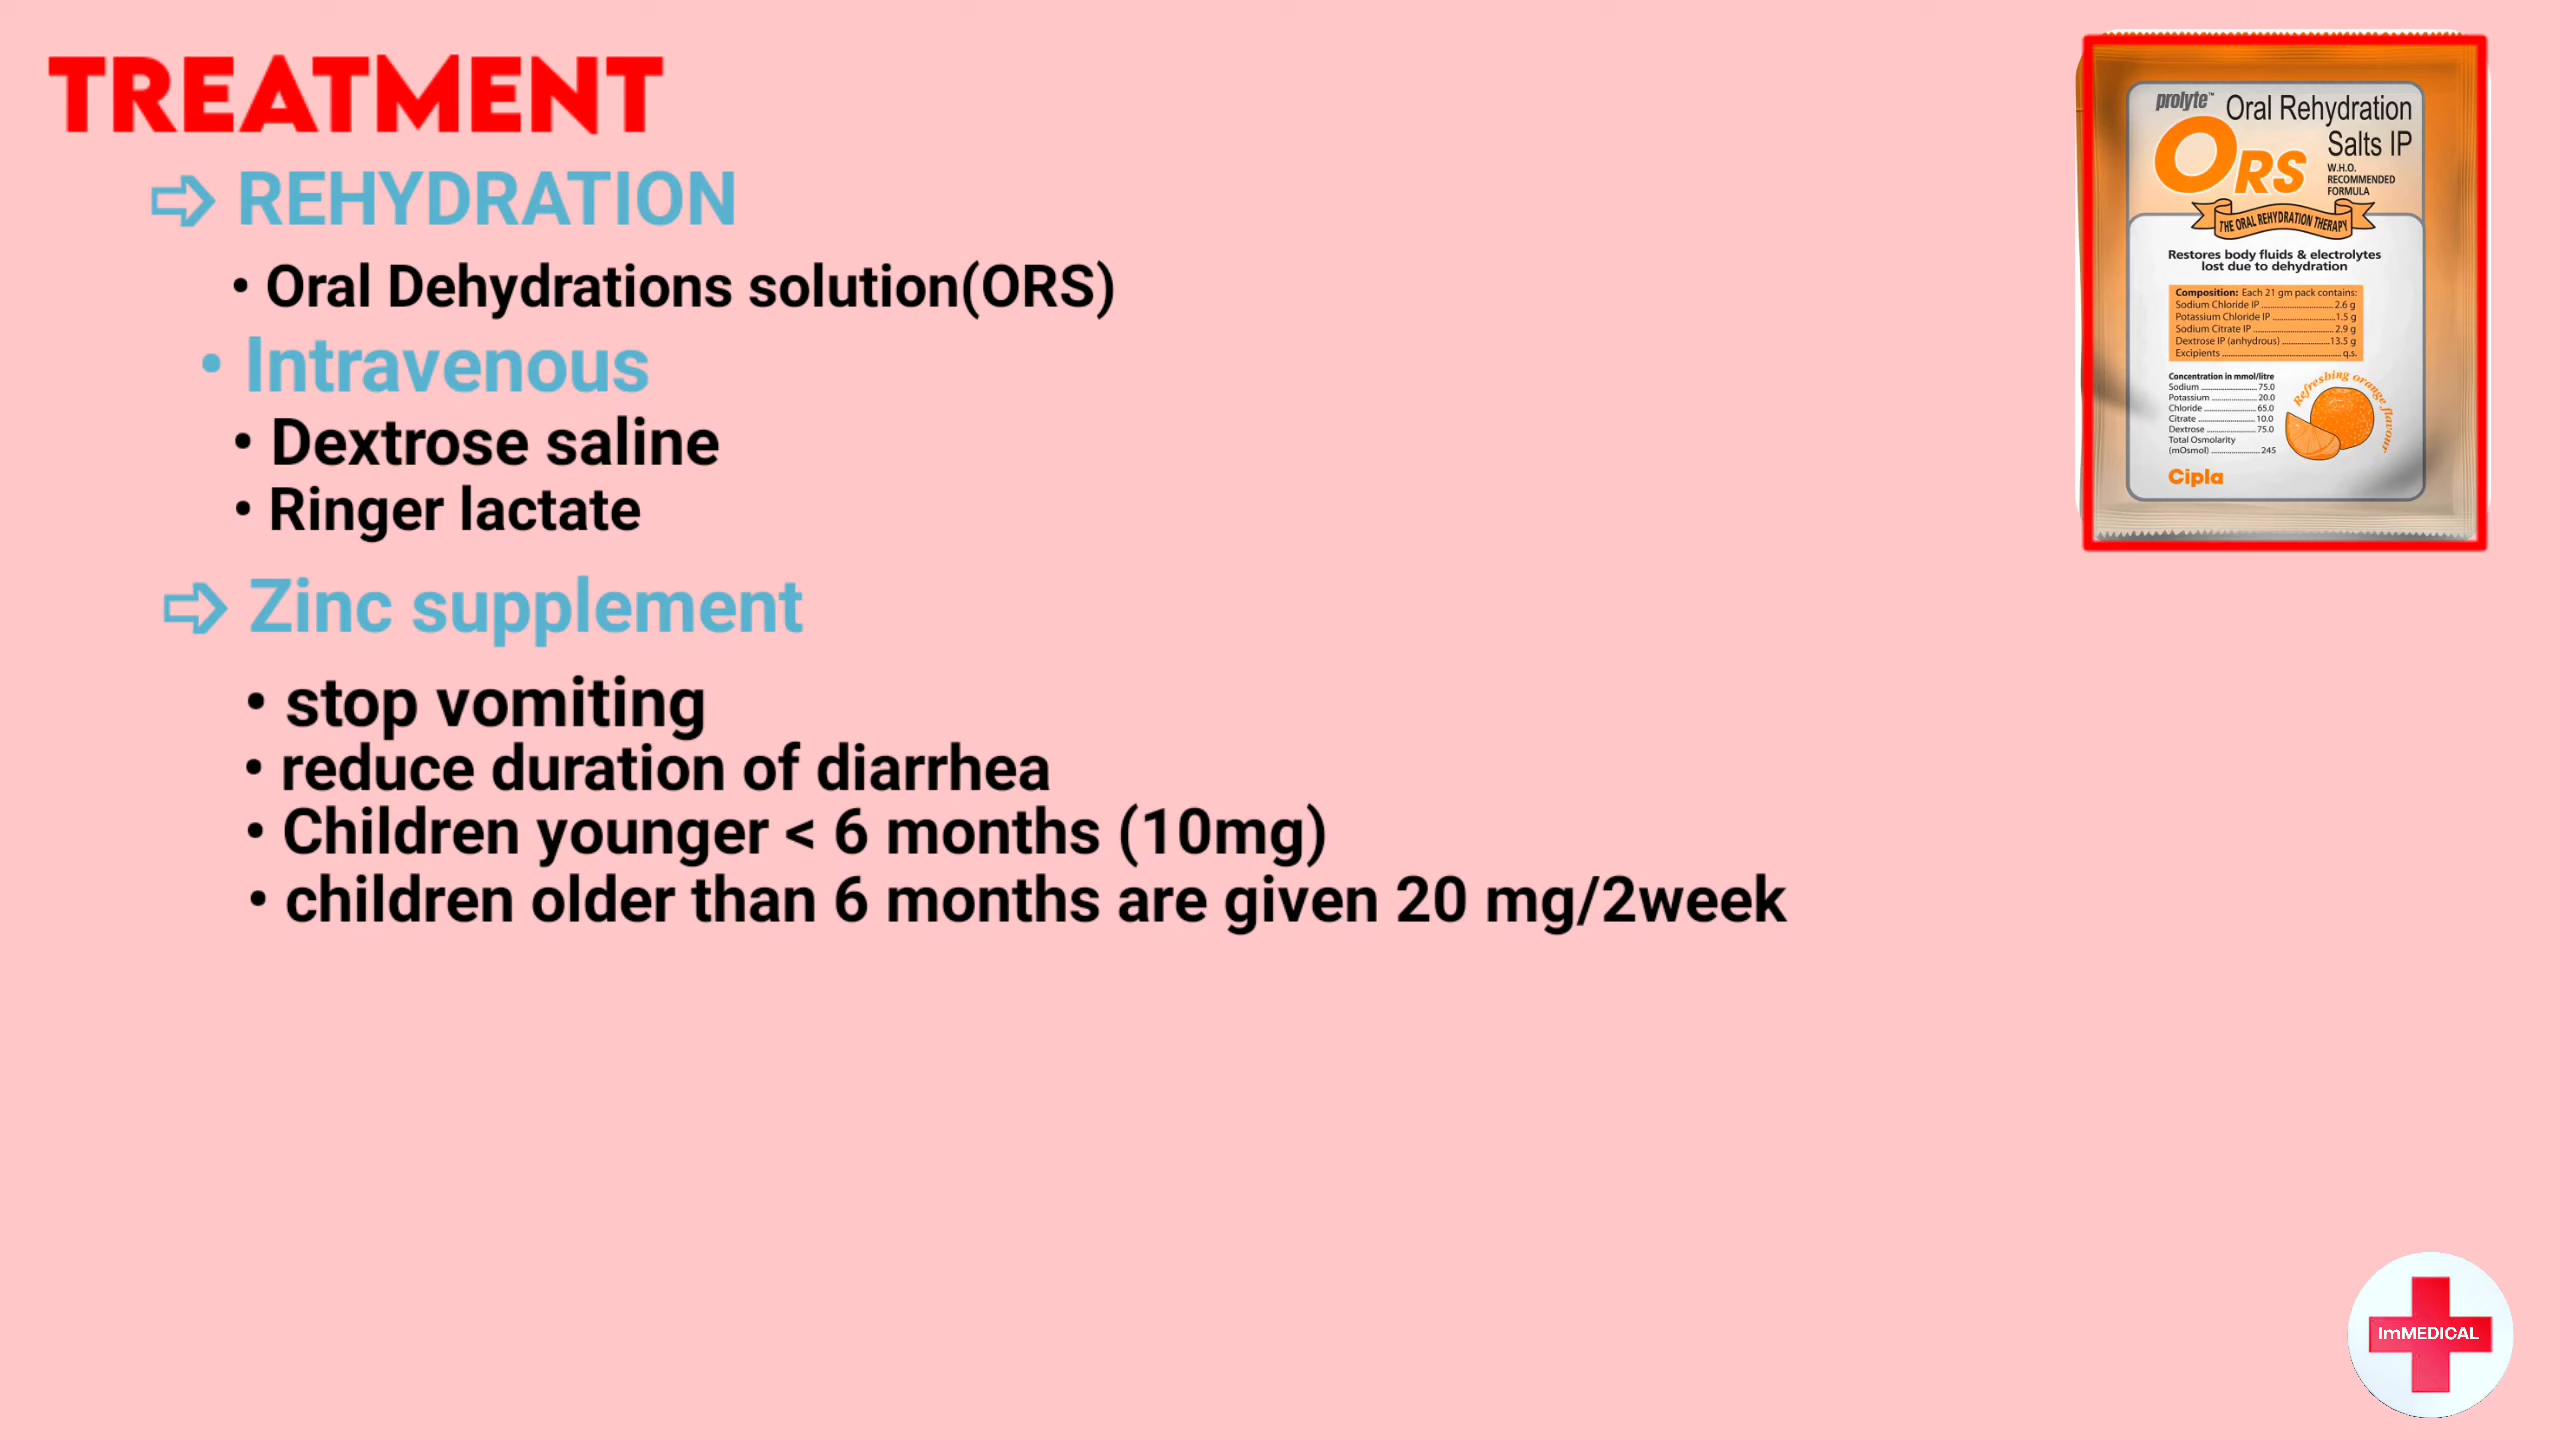 TREATMENT
➩ REHYDRATION
• Oral Dehydrations solution(ORS)
• Intravenous
• Dextrose saline
• Ringer lactate
➩ Zinc supplement
• stop vomiting
• reduce duration of diarrhea
• Children younger < 6 months (10mg)
• children older than 6 months are given 20 mg/2week
prolyte™ Oral Rehydration
Salts IP
ORS
W.H.O.
RECOMMENDED
FORMULA
THE ORAL REHYDRATION THERAPY
Restores body fluids & electrolytes
lost due to dehydration
Composition: Each 21 gm pack contains:
Sodium Chloride IP ........ 2.6 g
Potassium Chloride IP ........ 1.5 g
Sodium Citrate IP ........ 2.9 g
Dextrose IP (anhydrous) ........ 13.5 g
Excipients ........ q.s.
Concentration in mmol/litre
Sodium ........ 75.0
Potassium ........ 20.0
Chloride ........ 65.0
Citrate ........ 10.0
Dextrose ........ 75.0
Total Osmolarity
(mOsmol) ........ 245
Refreshing orange flavour
Cipla
ImMEDICAL